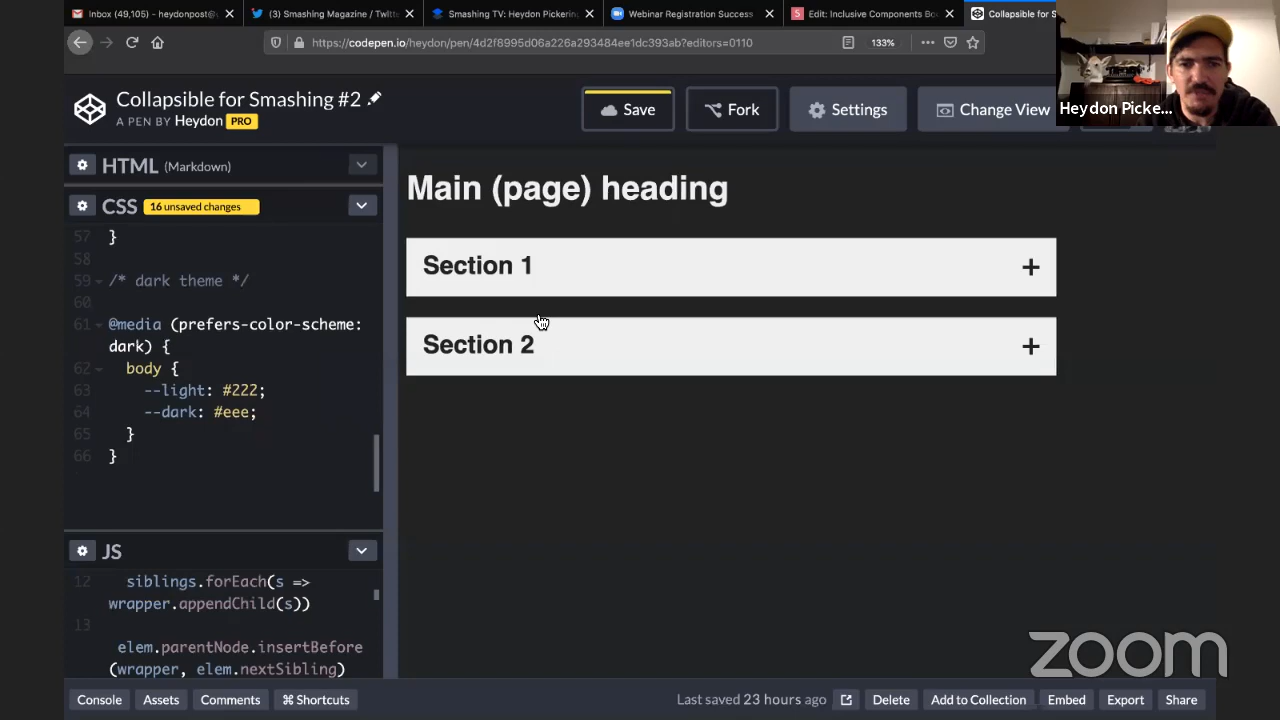 Inbox (49,105) - heydonpost@
(3) Smashing Magazine / Twitt
Smashing TV: Heydon Pickerin
Webinar Registration Success
Edit: Inclusive Components Bo
Collapsible for S
https://codepen.io/heydon/pen/4d2f8995d06a226a293484ee1dc393ab?editors=0110
133%
Heydon Picke...
Collapsible for Smashing #2
A PEN BY Heydon PRO
Save
Fork
Settings
Change View
HTML (Markdown)
CSS 16 unsaved changes
57 }
58
59 /* dark theme */
60
61 @media (prefers-color-scheme:
dark) {
62 body {
63 --light: #222;
64 --dark: #eee;
65 }
66 }
JS
12 siblings.forEach(s =>
wrapper.appendChild(s))
13
elem.parentNode.insertBefore
(wrapper, elem.nextSibling)
Main (page) heading
Section 1 +
Section 2 +
zoom
Console
Assets
Comments
⌘ Shortcuts
Last saved 23 hours ago
Delete
Add to Collection
Embed
Export
Share